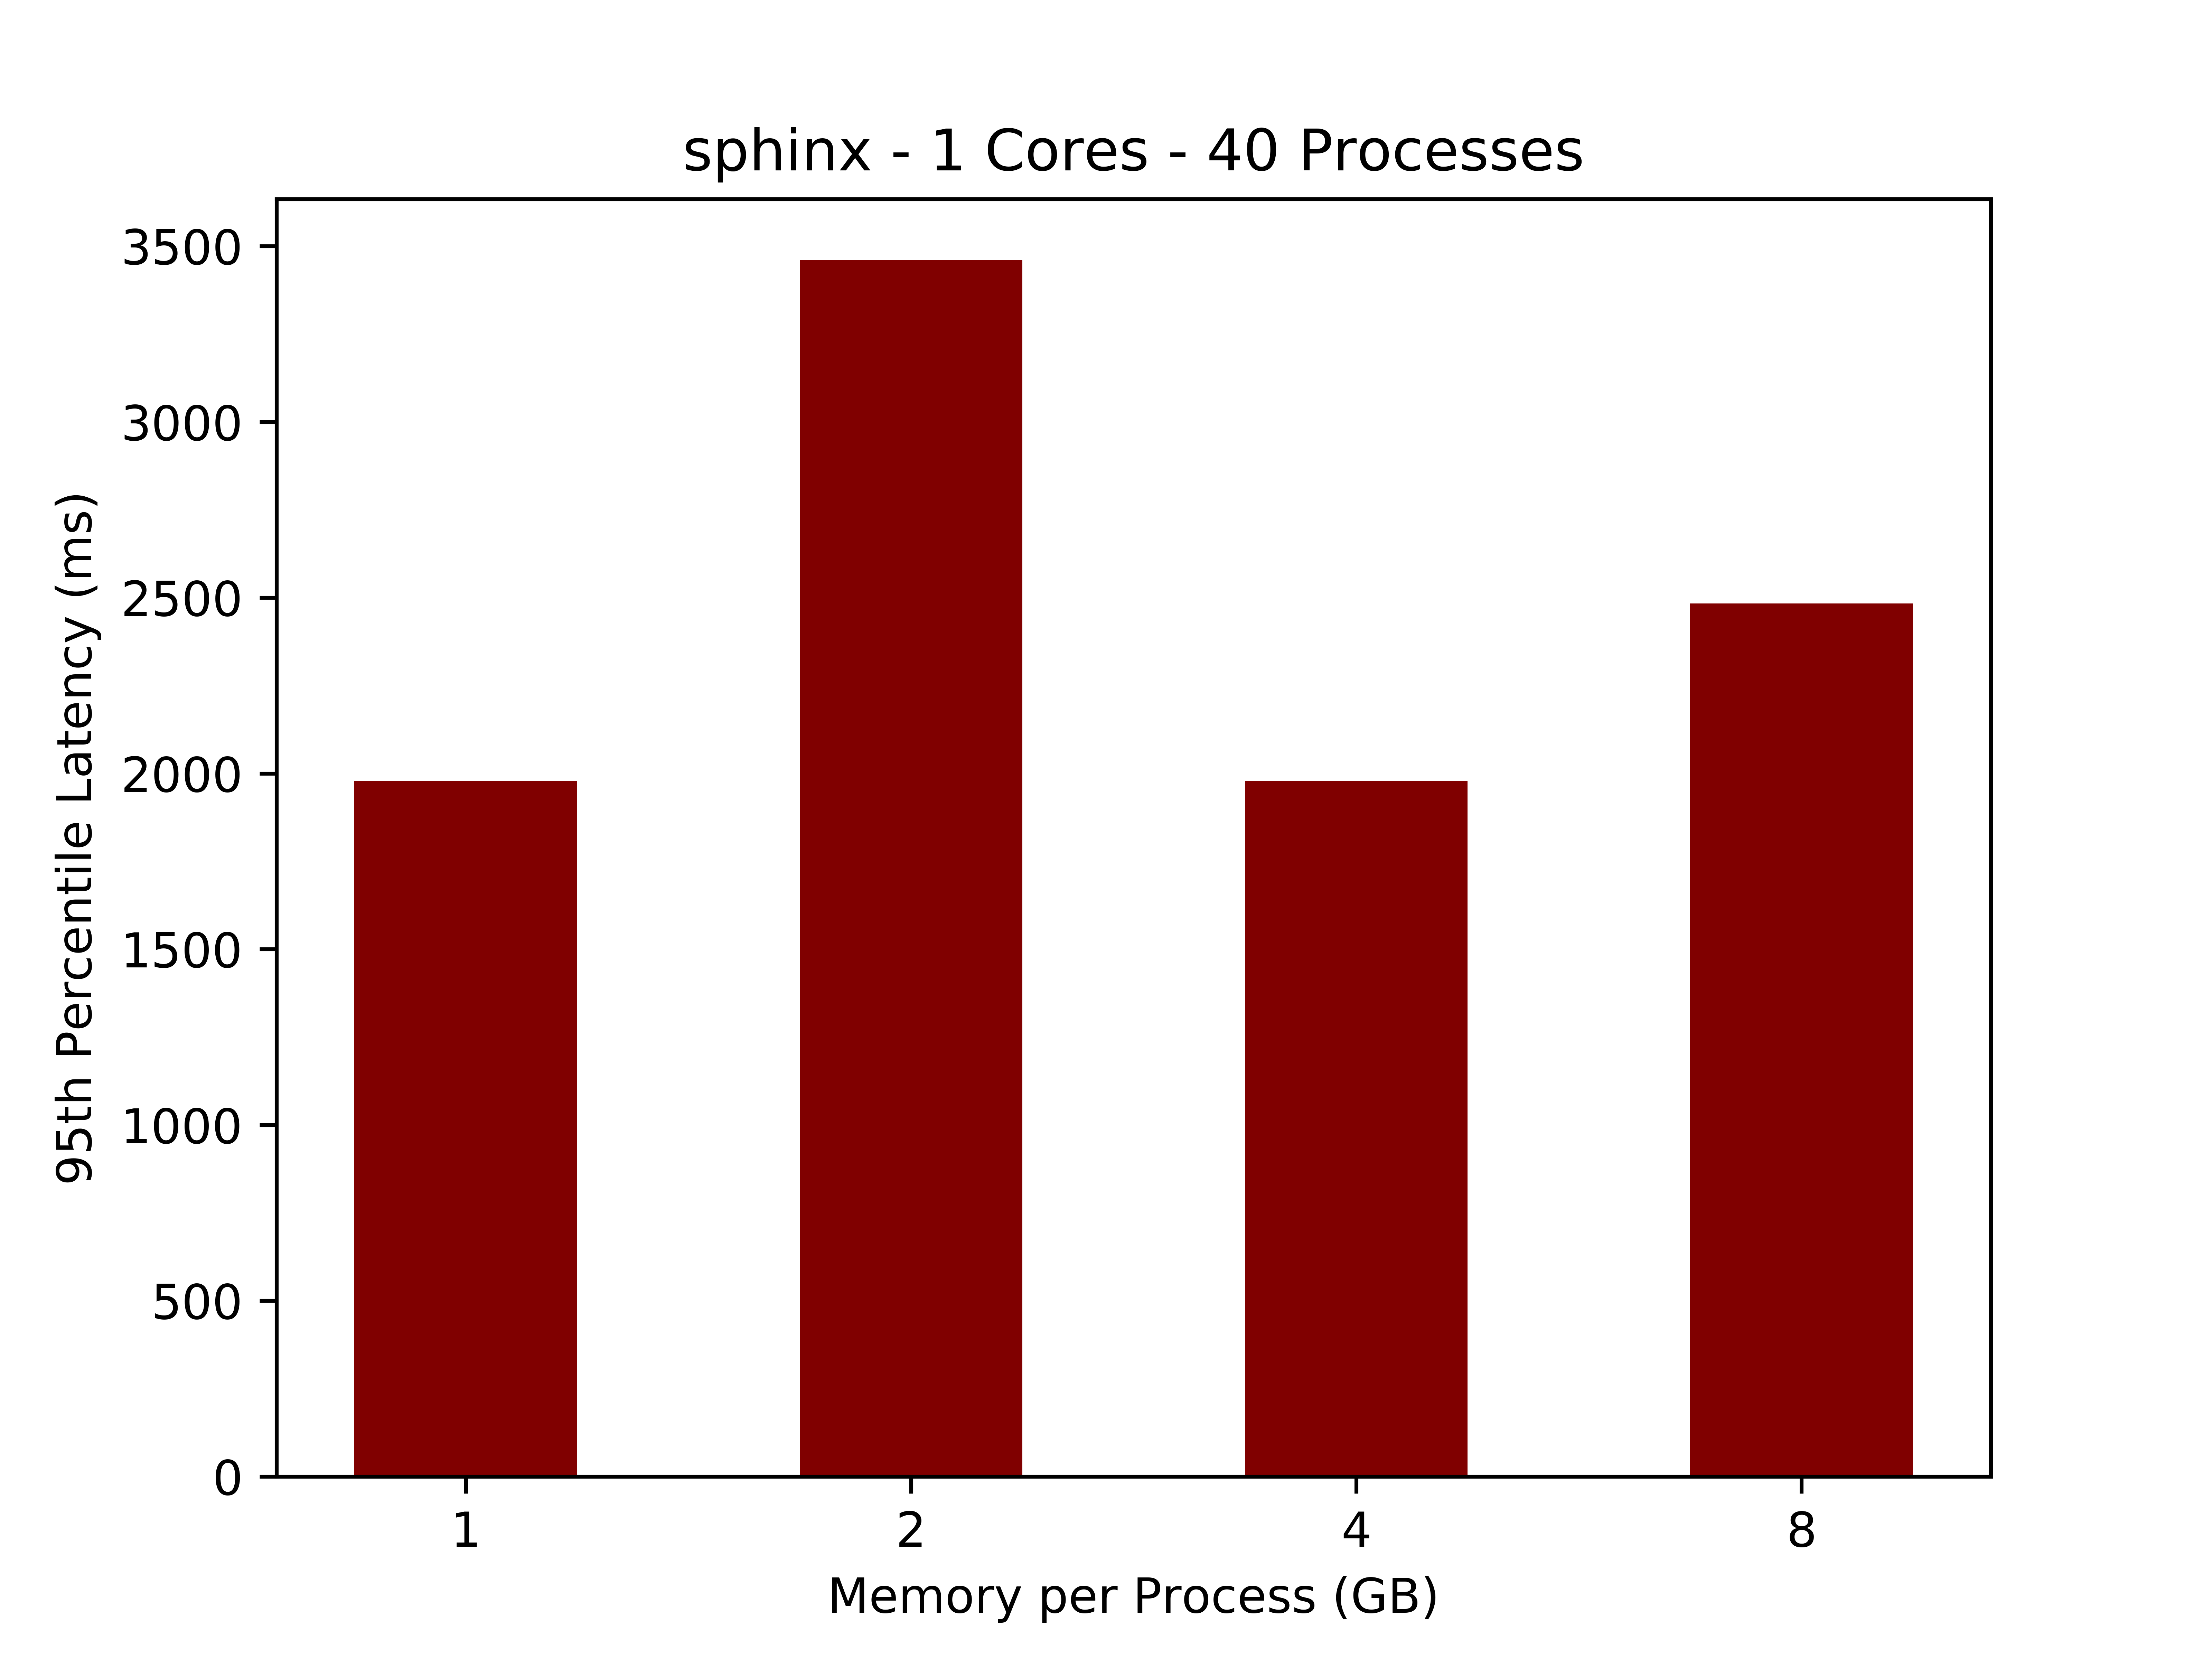 sphinx - 1 Cores - 40 Processes
95th Percentile Latency (ms)
3500
3000
2500
2000
1500
1000
500
0
1 2 4 8
Memory per Process (GB)